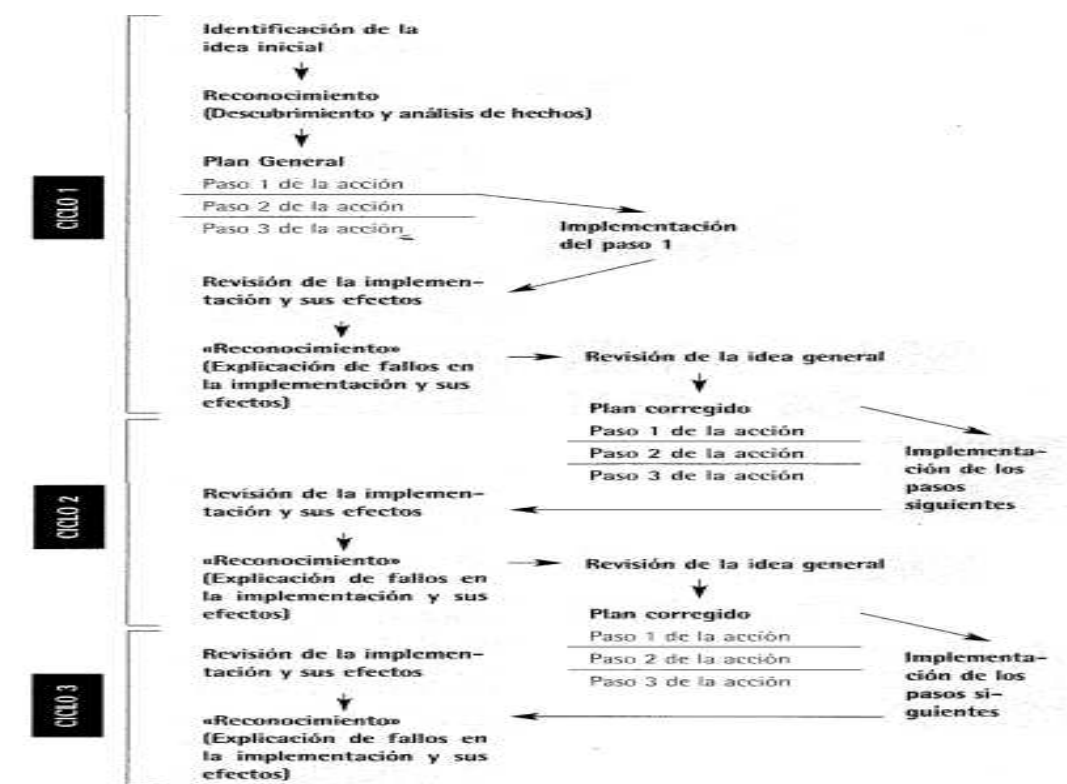 Identificación de la
idea inicial
Reconocimiento
(Descubrimiento y análisis de hechos)
Plan General
Paso 1 de la acción
Paso 2 de la acción
Paso 3 de la acción
CICLO 1
Implementación
del paso 1
Revisión de la implemen-
tación y sus efectos
«Reconocimiento»
(Explicación de fallos en
la implementación y sus
efectos)
Revisión de la idea general
Plan corregido
Paso 1 de la acción
Paso 2 de la acción
Paso 3 de la acción
Implementa-
ción de los
pasos
siguientes
CICLO 2
Revisión de la implemen-
tación y sus efectos
«Reconocimiento»
(Explicación de fallos en
la implementación y sus
efectos)
Revisión de la idea general
Plan corregido
Paso 1 de la acción
Paso 2 de la acción
Paso 3 de la acción
Implementa-
ción de los
pasos si-
guientes
CICLO 3
Revisión de la implemen-
tación y sus efectos
«Reconocimiento»
(Explicación de fallos en
la implementación y sus
efectos)